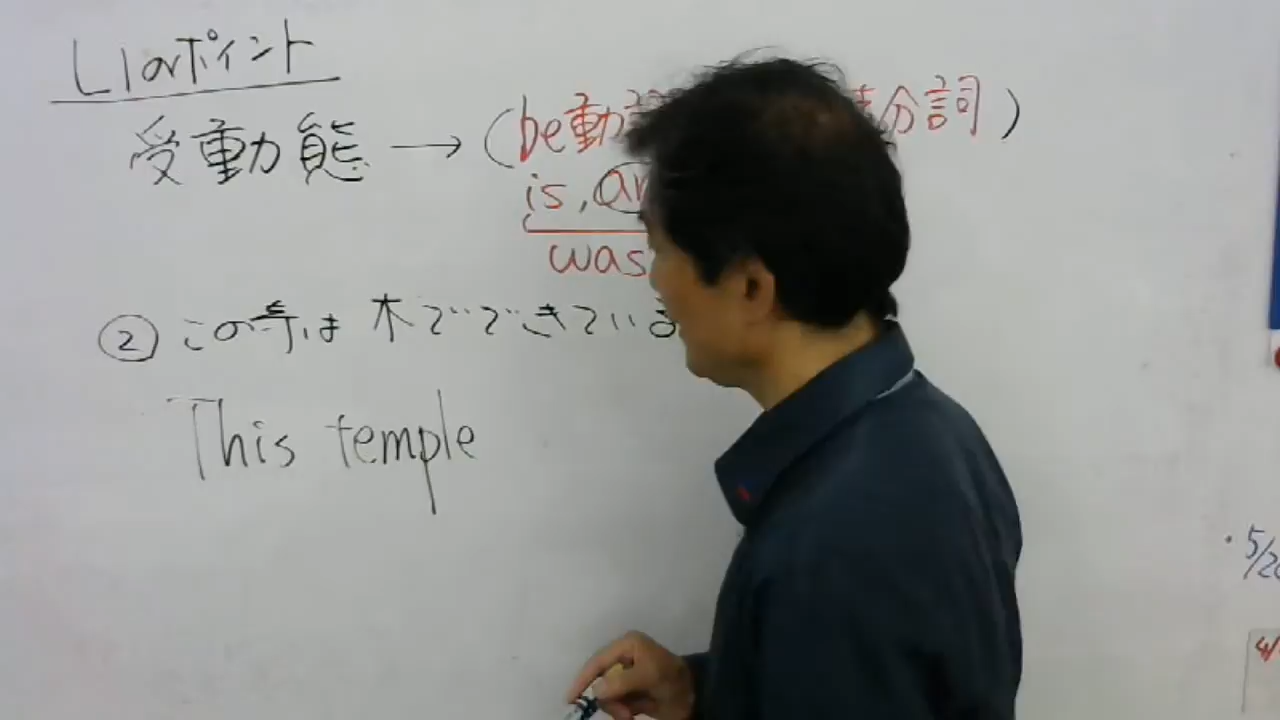 L1のポイント
受動態 → (be動 分詞)
is, ar
was
② この寺は 木でできている
This temple
5/2
4/